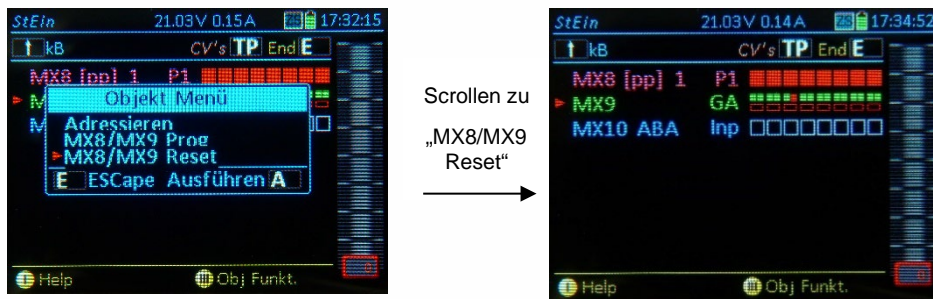 StEin 21.03V 0.15A ZS 17:32:15
kB CV's TP End E
MX8 [pp] 1 P1
M
M
Objekt Menü
Adressieren
MX8/MX9 Prog
MX8/MX9 Reset
E ESCape Ausführen A
Help Obj Funkt.
Scrollen zu
„MX8/MX9
Reset“
StEin 21.03V 0.14A ZS 17:34:52
kB CV's TP End E
MX8 [pp] 1 P1
MX9 GA
MX10 ABA Inp
Help Obj Funkt.